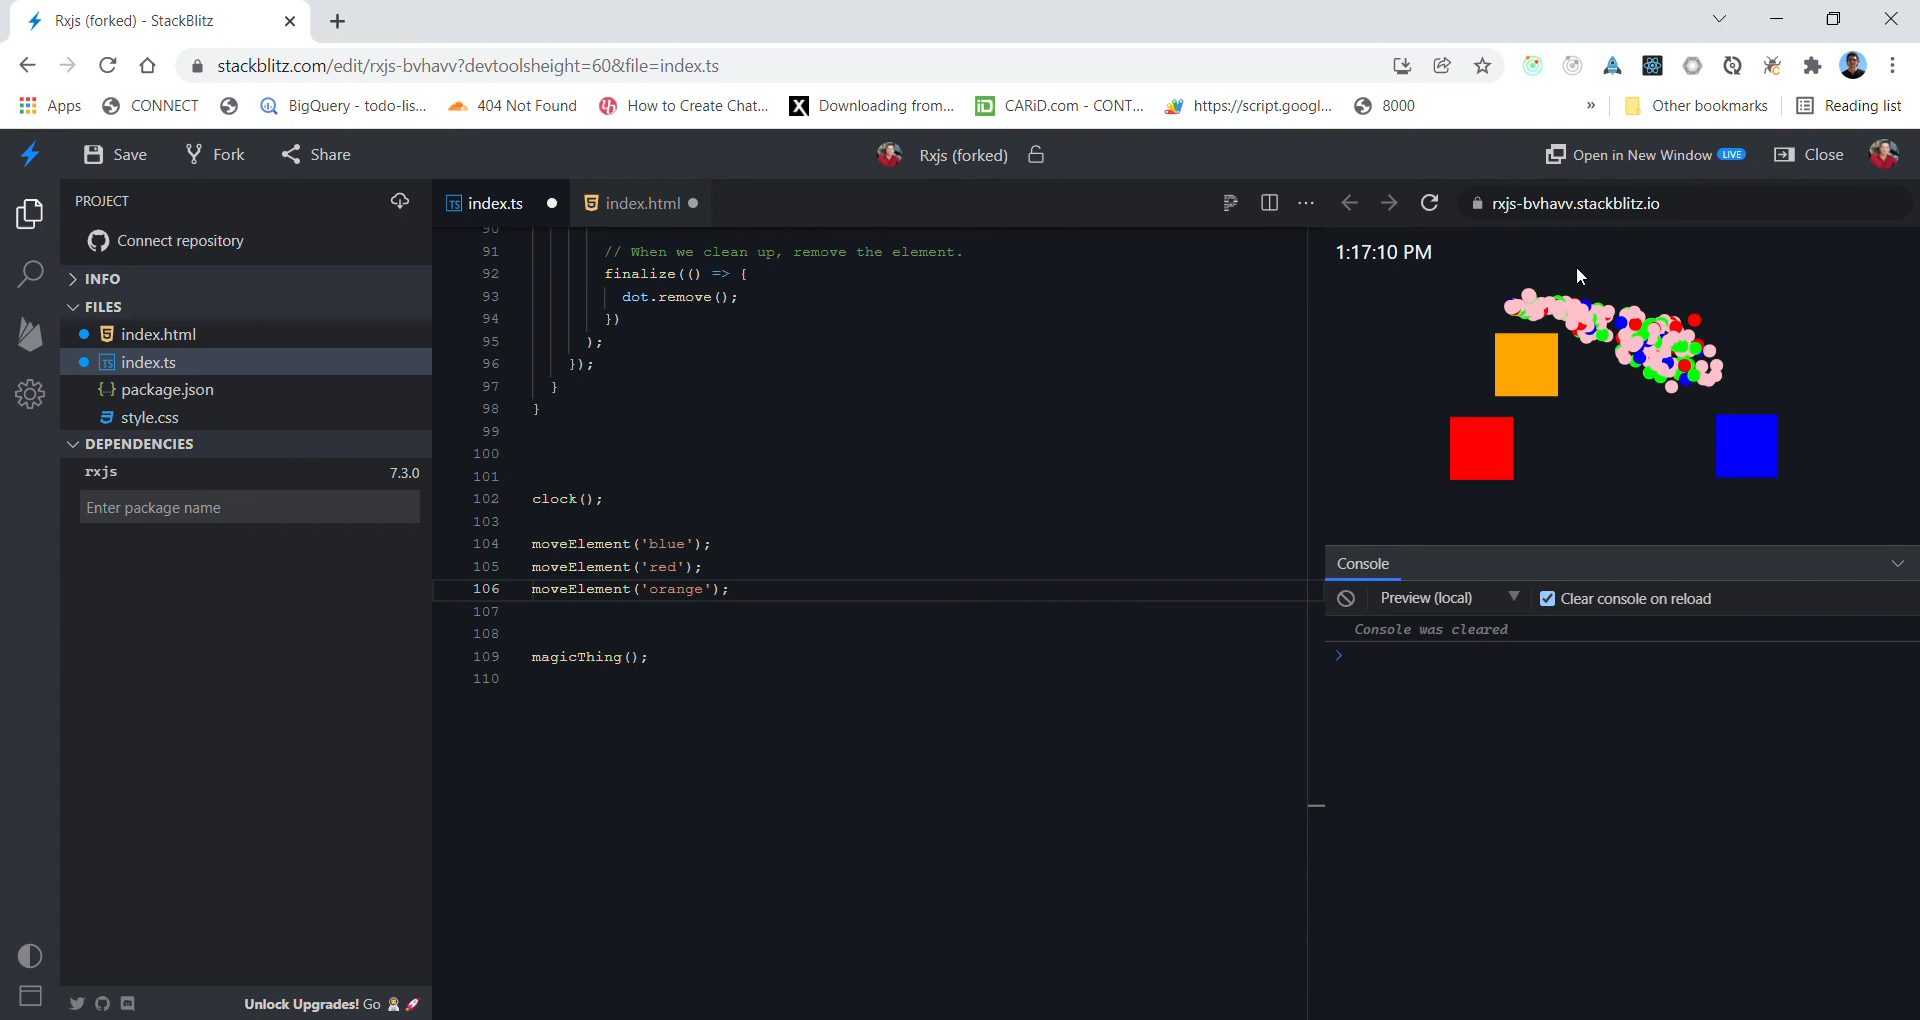 Rxjs (forked) - StackBlitz
stackblitz.com/edit/rxjs-bvhavv?devtoolsheight=60&file=index.ts
Apps CONNECT BigQuery - todo-lis... 404 Not Found How to Create Chat... Downloading from... CARiD.com - CONT... https://script.googl... 8000 » Other bookmarks Reading list
Save Fork Share Rxjs (forked) Open in New Window LIVE Close
PROJECT
Connect repository
INFO
FILES
index.html
TS index.ts
{..} package.json
style.css
DEPENDENCIES
rxjs 7.3.0
Enter package name
Unlock Upgrades! Go
TS index.ts index.html
90
91 // When we clean up, remove the element.
92 finalize(() => {
93 dot.remove();
94 })
95 );
96 });
97 }
98 }
99
100
101
102 clock();
103
104 moveElement('blue');
105 moveElement('red');
106 moveElement('orange');
107
108
109 magicThing();
110
rxjs-bvhavv.stackblitz.io
1:17:10 PM
Console
Preview (local) Clear console on reload
Console was cleared